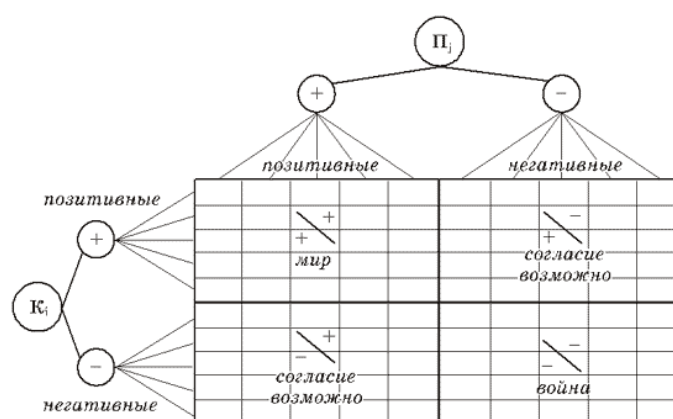 Пj
+ −
позитивные негативные
позитивные
+
+ −
+ +
мир согласие
возможно
Кi
+ −
− −
−
согласие
возможно война
негативные